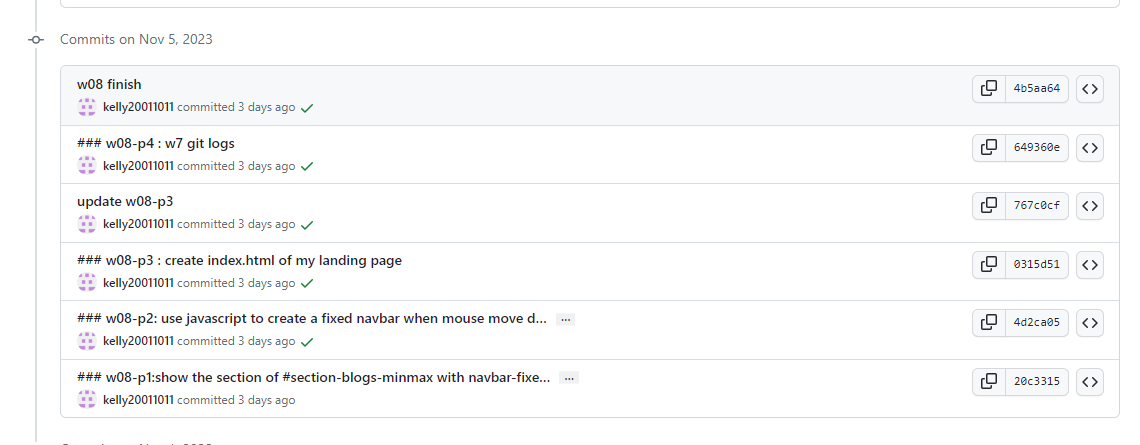 Commits on Nov 5, 2023
w08 finish
kelly20011011 committed 3 days ago
4b5aa64
### w08-p4 : w7 git logs
kelly20011011 committed 3 days ago
649360e
update w08-p3
kelly20011011 committed 3 days ago
767c0cf
### w08-p3 : create index.html of my landing page
kelly20011011 committed 3 days ago
0315d51
### w08-p2: use javascript to create a fixed navbar when mouse move d... ...
kelly20011011 committed 3 days ago
4d2ca05
### w08-p1:show the section of #section-blogs-minmax with navbar-fixe... ...
kelly20011011 committed 3 days ago
20c3315